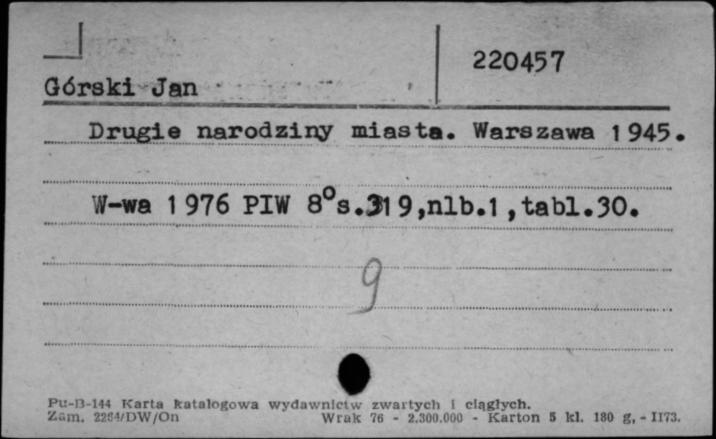 220457
Górski Jan
Drugie narodziny miasta. Warszawa 1945.
W-wa 1976 PIW 8°s.319,nlb.1,tabl.30.
9
Pu-B-144 Karta katalogowa wydawnictw zwartych i ciągłych.
Zam. 2264/DW/On Wrak 76 - 2.300.000 - Karton 5 kl. 180 g. - II73.